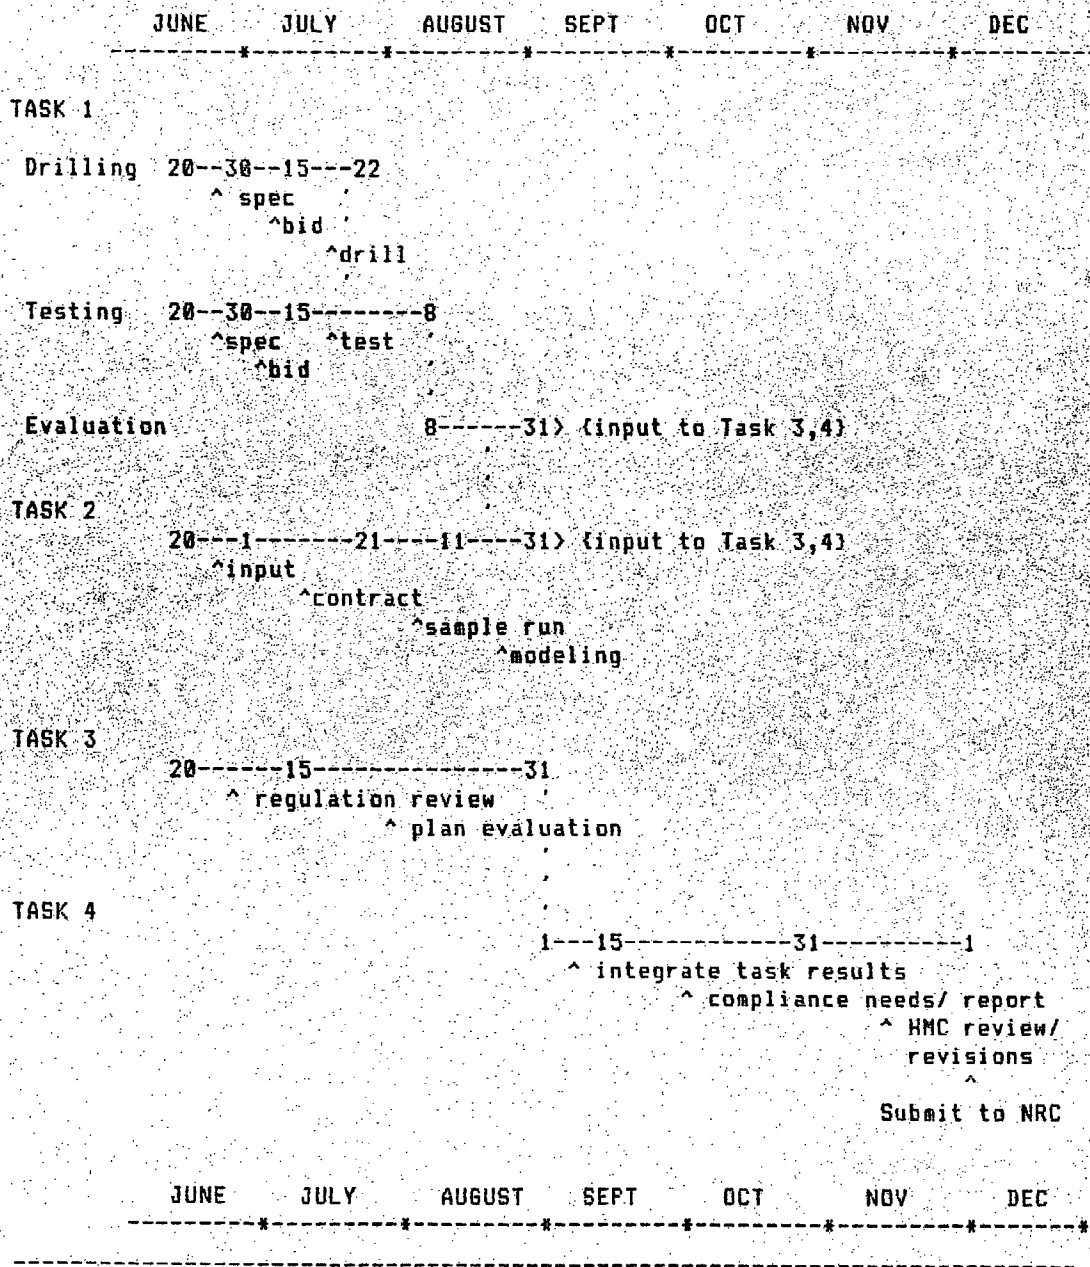 JUNE JULY AUGUST SEPT OCT NOV DEC
---------*---------*---------*---------*---------*---------*---------
TASK 1
Drilling 20--30--15---22
^ spec
^bid
^drill
Testing 20--30--15--------8
^spec ^test
^bid
Evaluation 8------31> {input to Task 3,4}
TASK 2
20---1-------21----11----31> {input to Task 3,4}
^input
^contract
^sample run
^modeling
TASK 3
20------15---------------31
^ regulation review
^ plan evaluation
TASK 4
1---15------------31----------1
^ integrate task results
^ compliance needs/ report
^ HMC review/
revisions
^
Submit to NRC
JUNE JULY AUGUST SEPT OCT NOV DEC
---------*---------*---------*---------*---------*---------*-------*